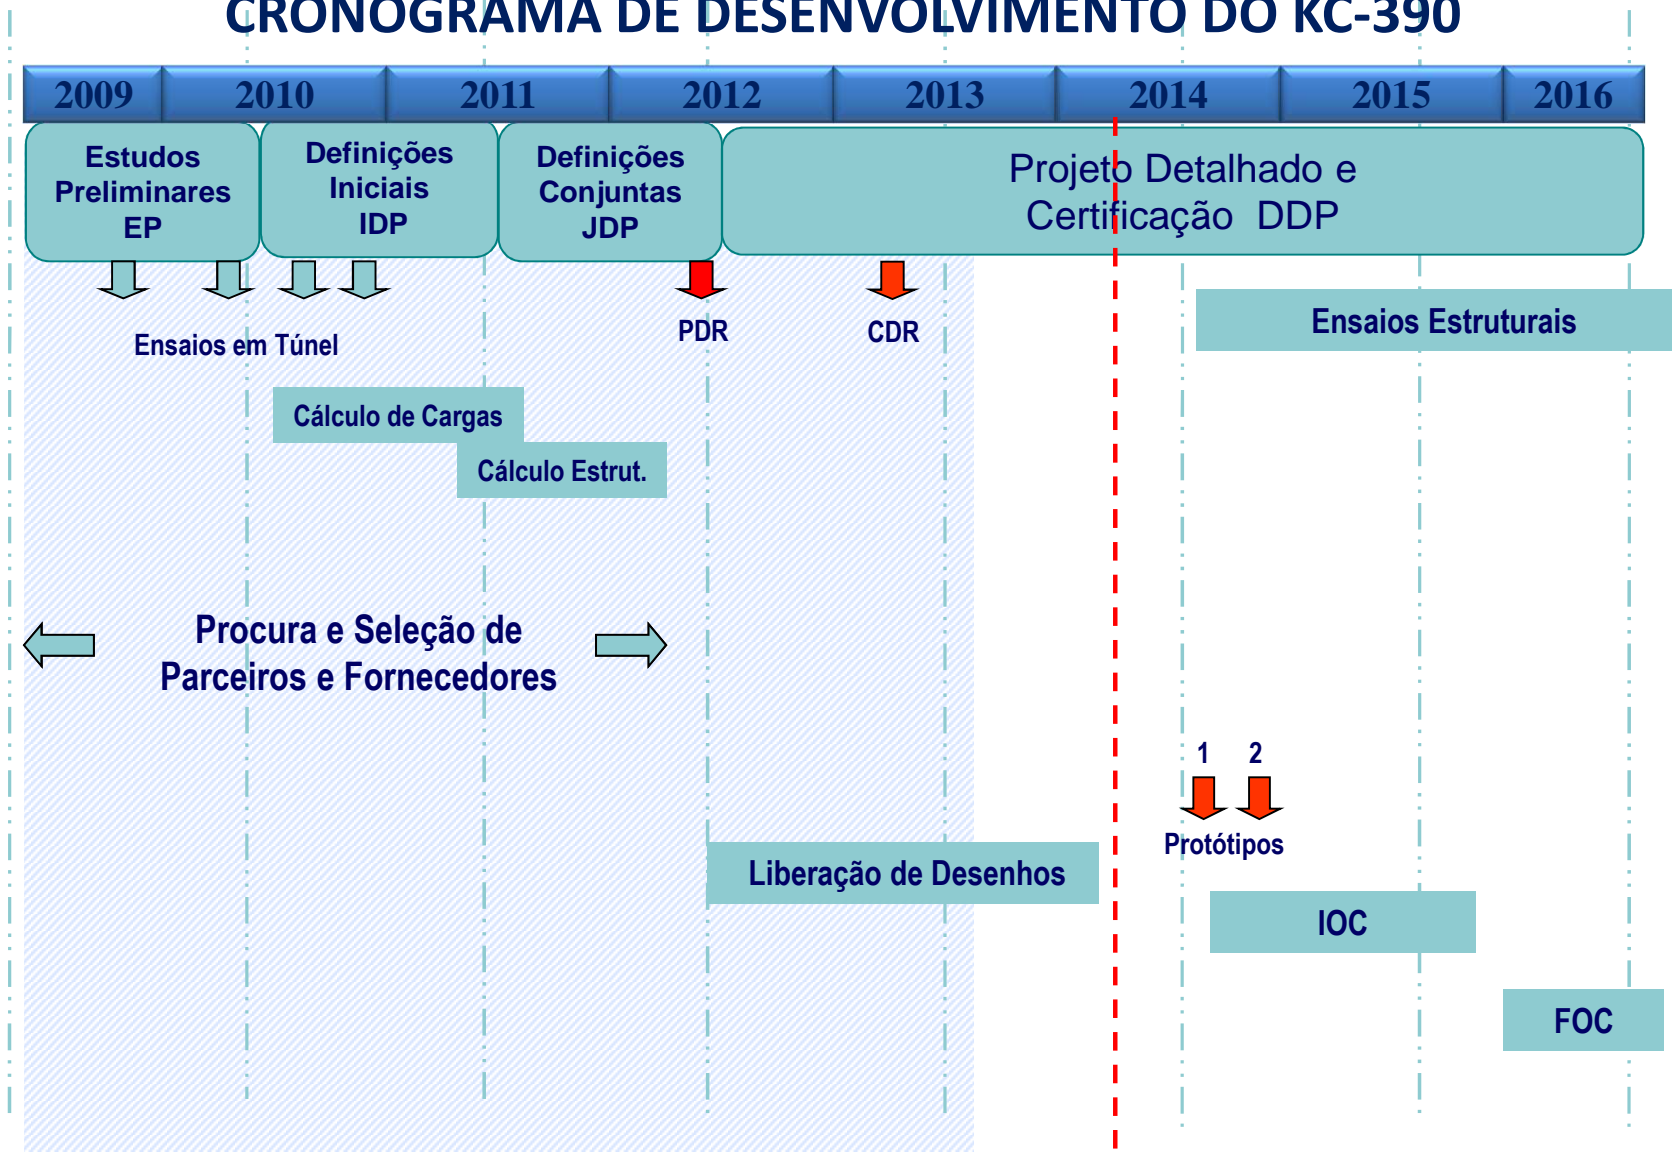 CRONOGRAMA DE DESENVOLVIMENTO DO KC-390
2009 2010 2011 2012 2013 2014 2015 2016
Estudos
Preliminares
EP
Definições
Iniciais
IDP
Definições
Conjuntas
JDP
Projeto Detalhado e
Certificação DDP
Ensaios em Túnel
PDR
CDR
Ensaios Estruturais
Cálculo de Cargas
Cálculo Estrut.
Procura e Seleção de
Parceiros e Fornecedores
1 2
Protótipos
Liberação de Desenhos
IOC
FOC